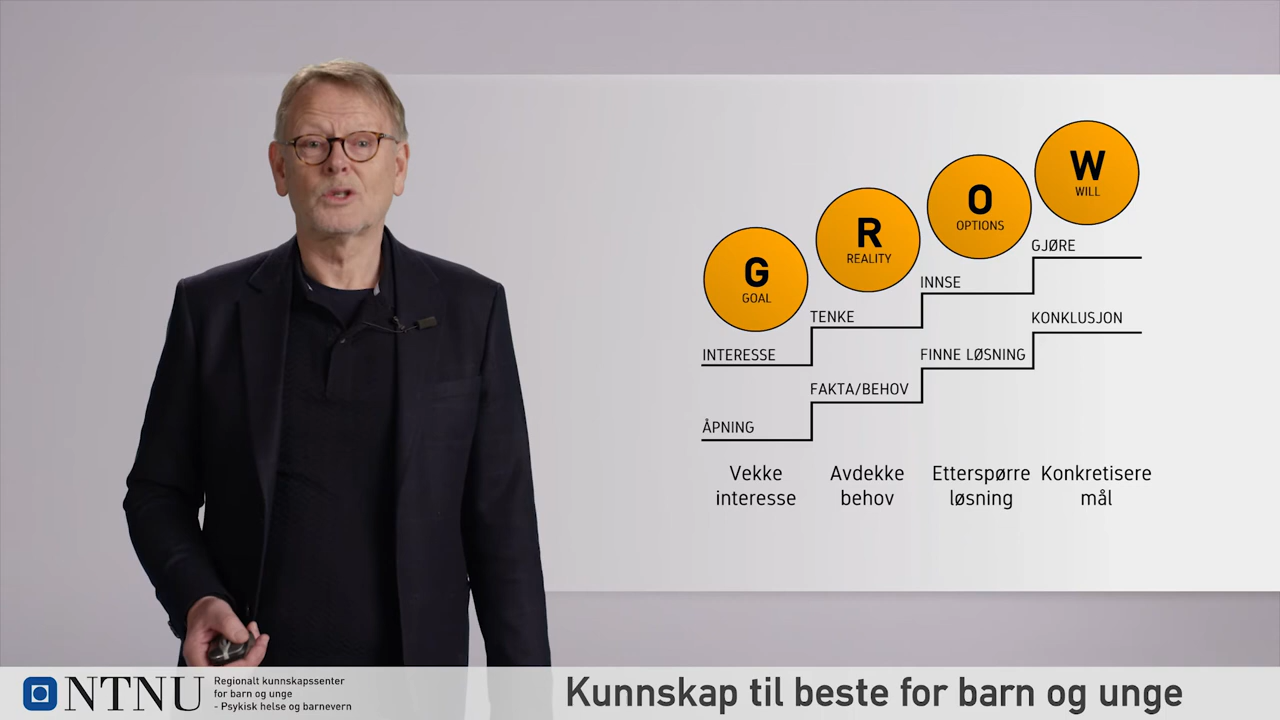 G
GOAL
R
REALITY
O
OPTIONS
W
WILL
INTERESSE
TENKE
INNSE
GJØRE
ÅPNING
FAKTA/BEHOV
FINNE LØSNING
KONKLUSJON
Vekke
interesse
Avdekke
behov
Etterspørre
løsning
Konkretisere
mål
NTNU
Regionalt kunnskapssenter
for barn og unge
- Psykisk helse og barnevern
Kunnskap til beste for barn og unge